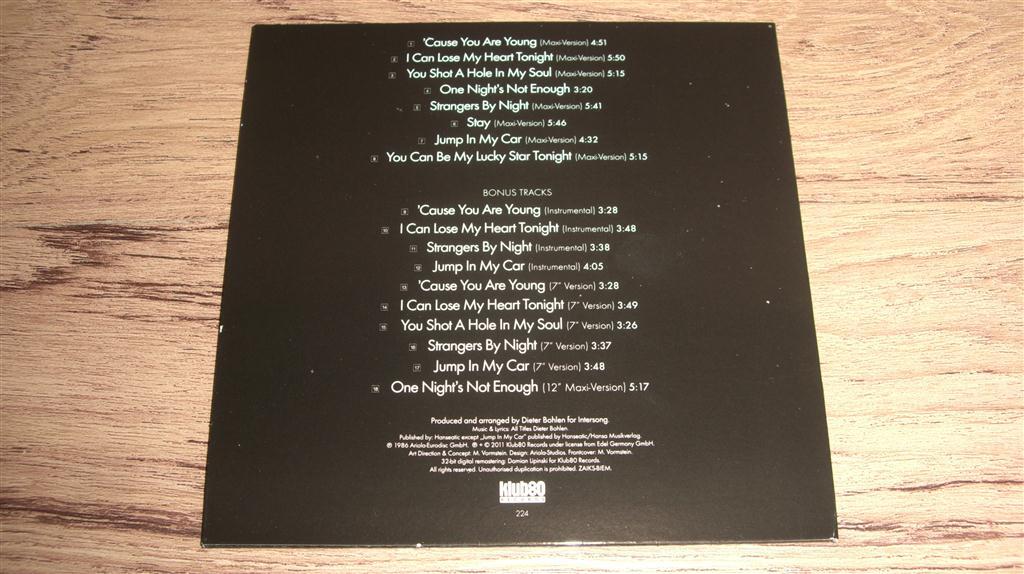 1 'Cause You Are Young (Maxi-Version) 4:51
2 I Can Lose My Heart Tonight (Maxi-Version) 5:50
3 You Shot A Hole In My Soul (Maxi-Version) 5:15
4 One Night's Not Enough 3:20
5 Strangers By Night (Maxi-Version) 5:41
6 Stay (Maxi-Version) 5:46
7 Jump In My Car (Maxi-Version) 4:32
8 You Can Be My Lucky Star Tonight (Maxi-Version) 5:15
BONUS TRACKS
9 'Cause You Are Young (Instrumental) 3:28
10 I Can Lose My Heart Tonight (Instrumental) 3:48
11 Strangers By Night (Instrumental) 3:38
12 Jump In My Car (Instrumental) 4:05
13 'Cause You Are Young (7" Version) 3:28
14 I Can Lose My Heart Tonight (7" Version) 3:49
15 You Shot A Hole In My Soul (7" Version) 3:26
16 Strangers By Night (7" Version) 3:37
17 Jump In My Car (7" Version) 3:48
18 One Night's Not Enough (12" Maxi-Version) 5:17
Produced and arranged by Dieter Bohlen for Intersong.
Music & Lyrics: All Titles Dieter Bohlen.
Published by: Hanseatic except „Jump In My Car" published by Hanseatic/Hansa Musikverlag.
℗ 1986 Ariola-Eurodisc GmbH. ℗ + © 2011 Klub80 Records under license from Edel Germany GmbH.
Art Direction & Concept: M. Vormstein. Design: Ariola-Studios. Frontcover: M. Vormstein.
32-bit digital remastering: Damian Lipinski for Klub80 Records.
All rights reserved. Unauthorised duplication is prohibited. ZAIKS-BIEM.
klub80
RECORDS
224